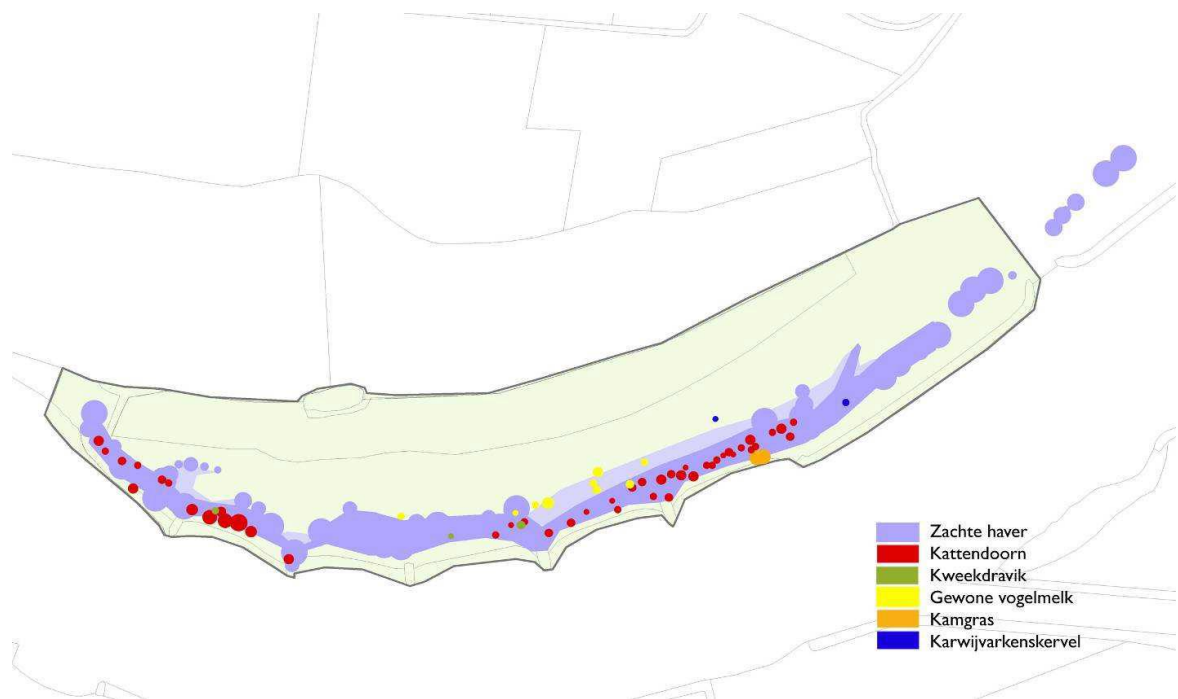 Zachte haver
Kattendoorn
Kweekdravik
Gewone vogelmelk
Kamgras
Karwijvarkenskervel